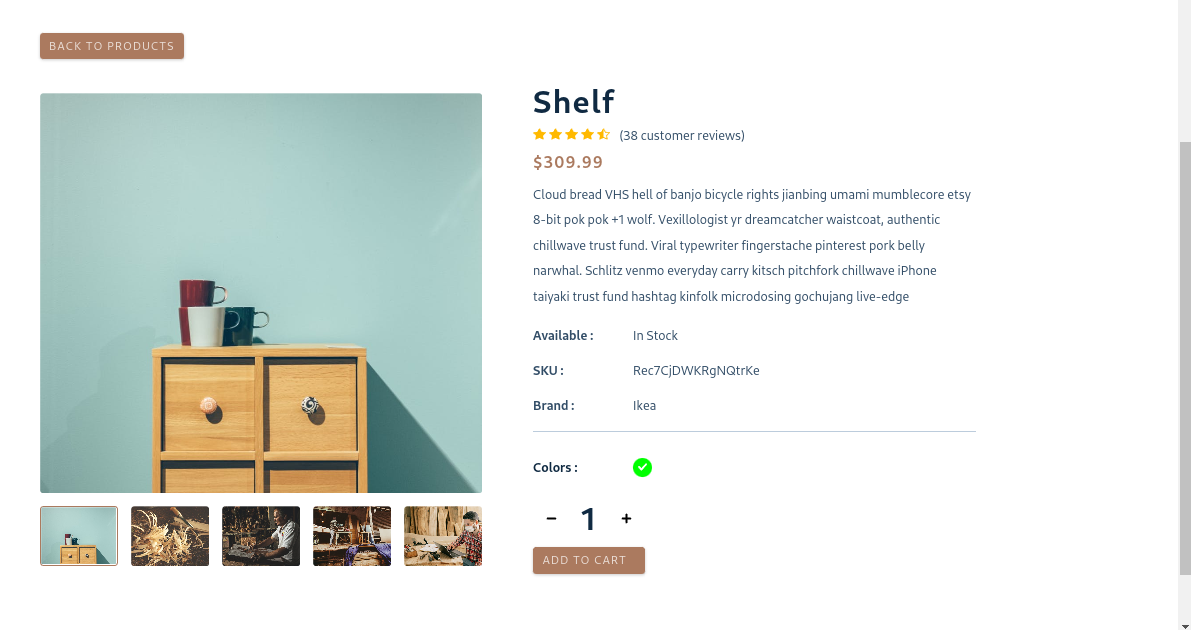 BACK TO PRODUCTS
Shelf
(38 customer reviews)
$309.99
Cloud bread VHS hell of banjo bicycle rights jianbing umami mumblecore etsy
8-bit pok pok +1 wolf. Vexillologist yr dreamcatcher waistcoat, authentic
chillwave trust fund. Viral typewriter fingerstache pinterest pork belly
narwhal. Schlitz venmo everyday carry kitsch pitchfork chillwave iPhone
taiyaki trust fund hashtag kinfolk microdosing gochujang live-edge
Available : In Stock
SKU : Rec7CjDWKRgNQtrKe
Brand : Ikea
Colors :
− 1 +
ADD TO CART